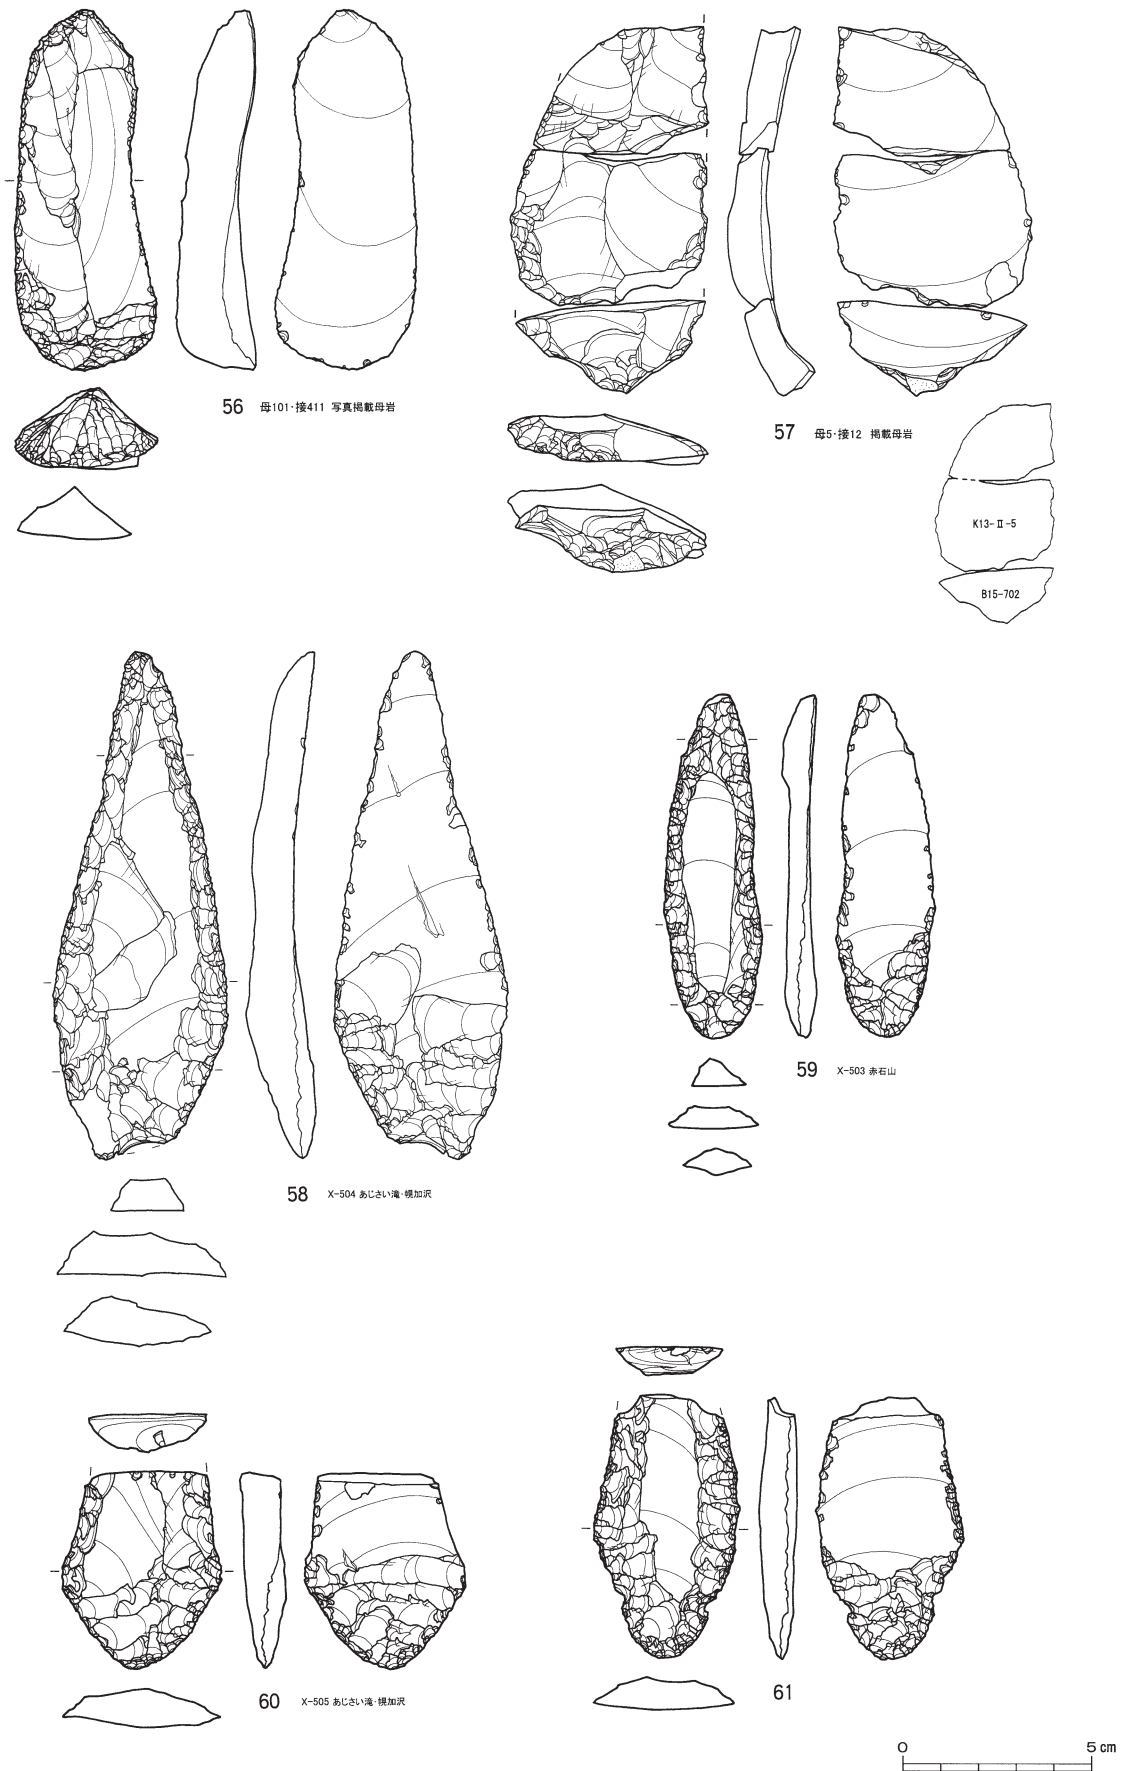 56 母101・接411 写真掲載母岩
57 母5・接12 掲載母岩
K13-Ⅱ-5
B15-702
58 X-504 あじさい滝・幌加沢
59 X-503 赤石山
60 X-505 あじさい滝・幌加沢
61
0 5cm